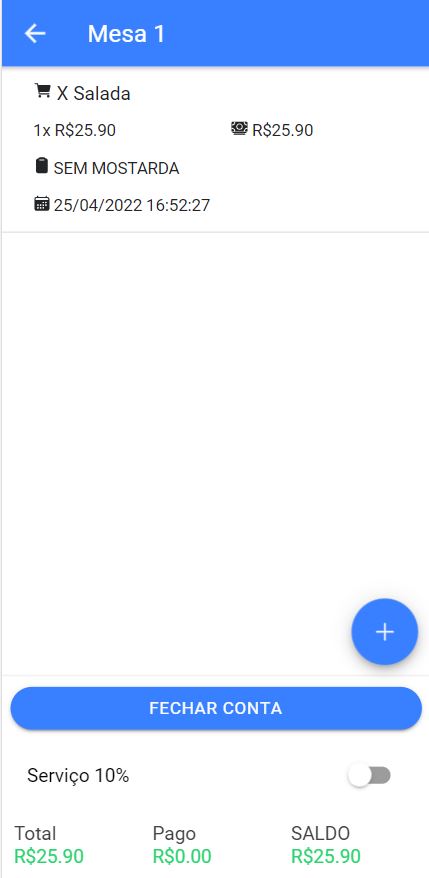 Mesa 1
X Salada
1x R$25.90 R$25.90
SEM MOSTARDA
25/04/2022 16:52:27
+
FECHAR CONTA
Serviço 10%
Total Pago SALDO
R$25.90 R$0.00 R$25.90